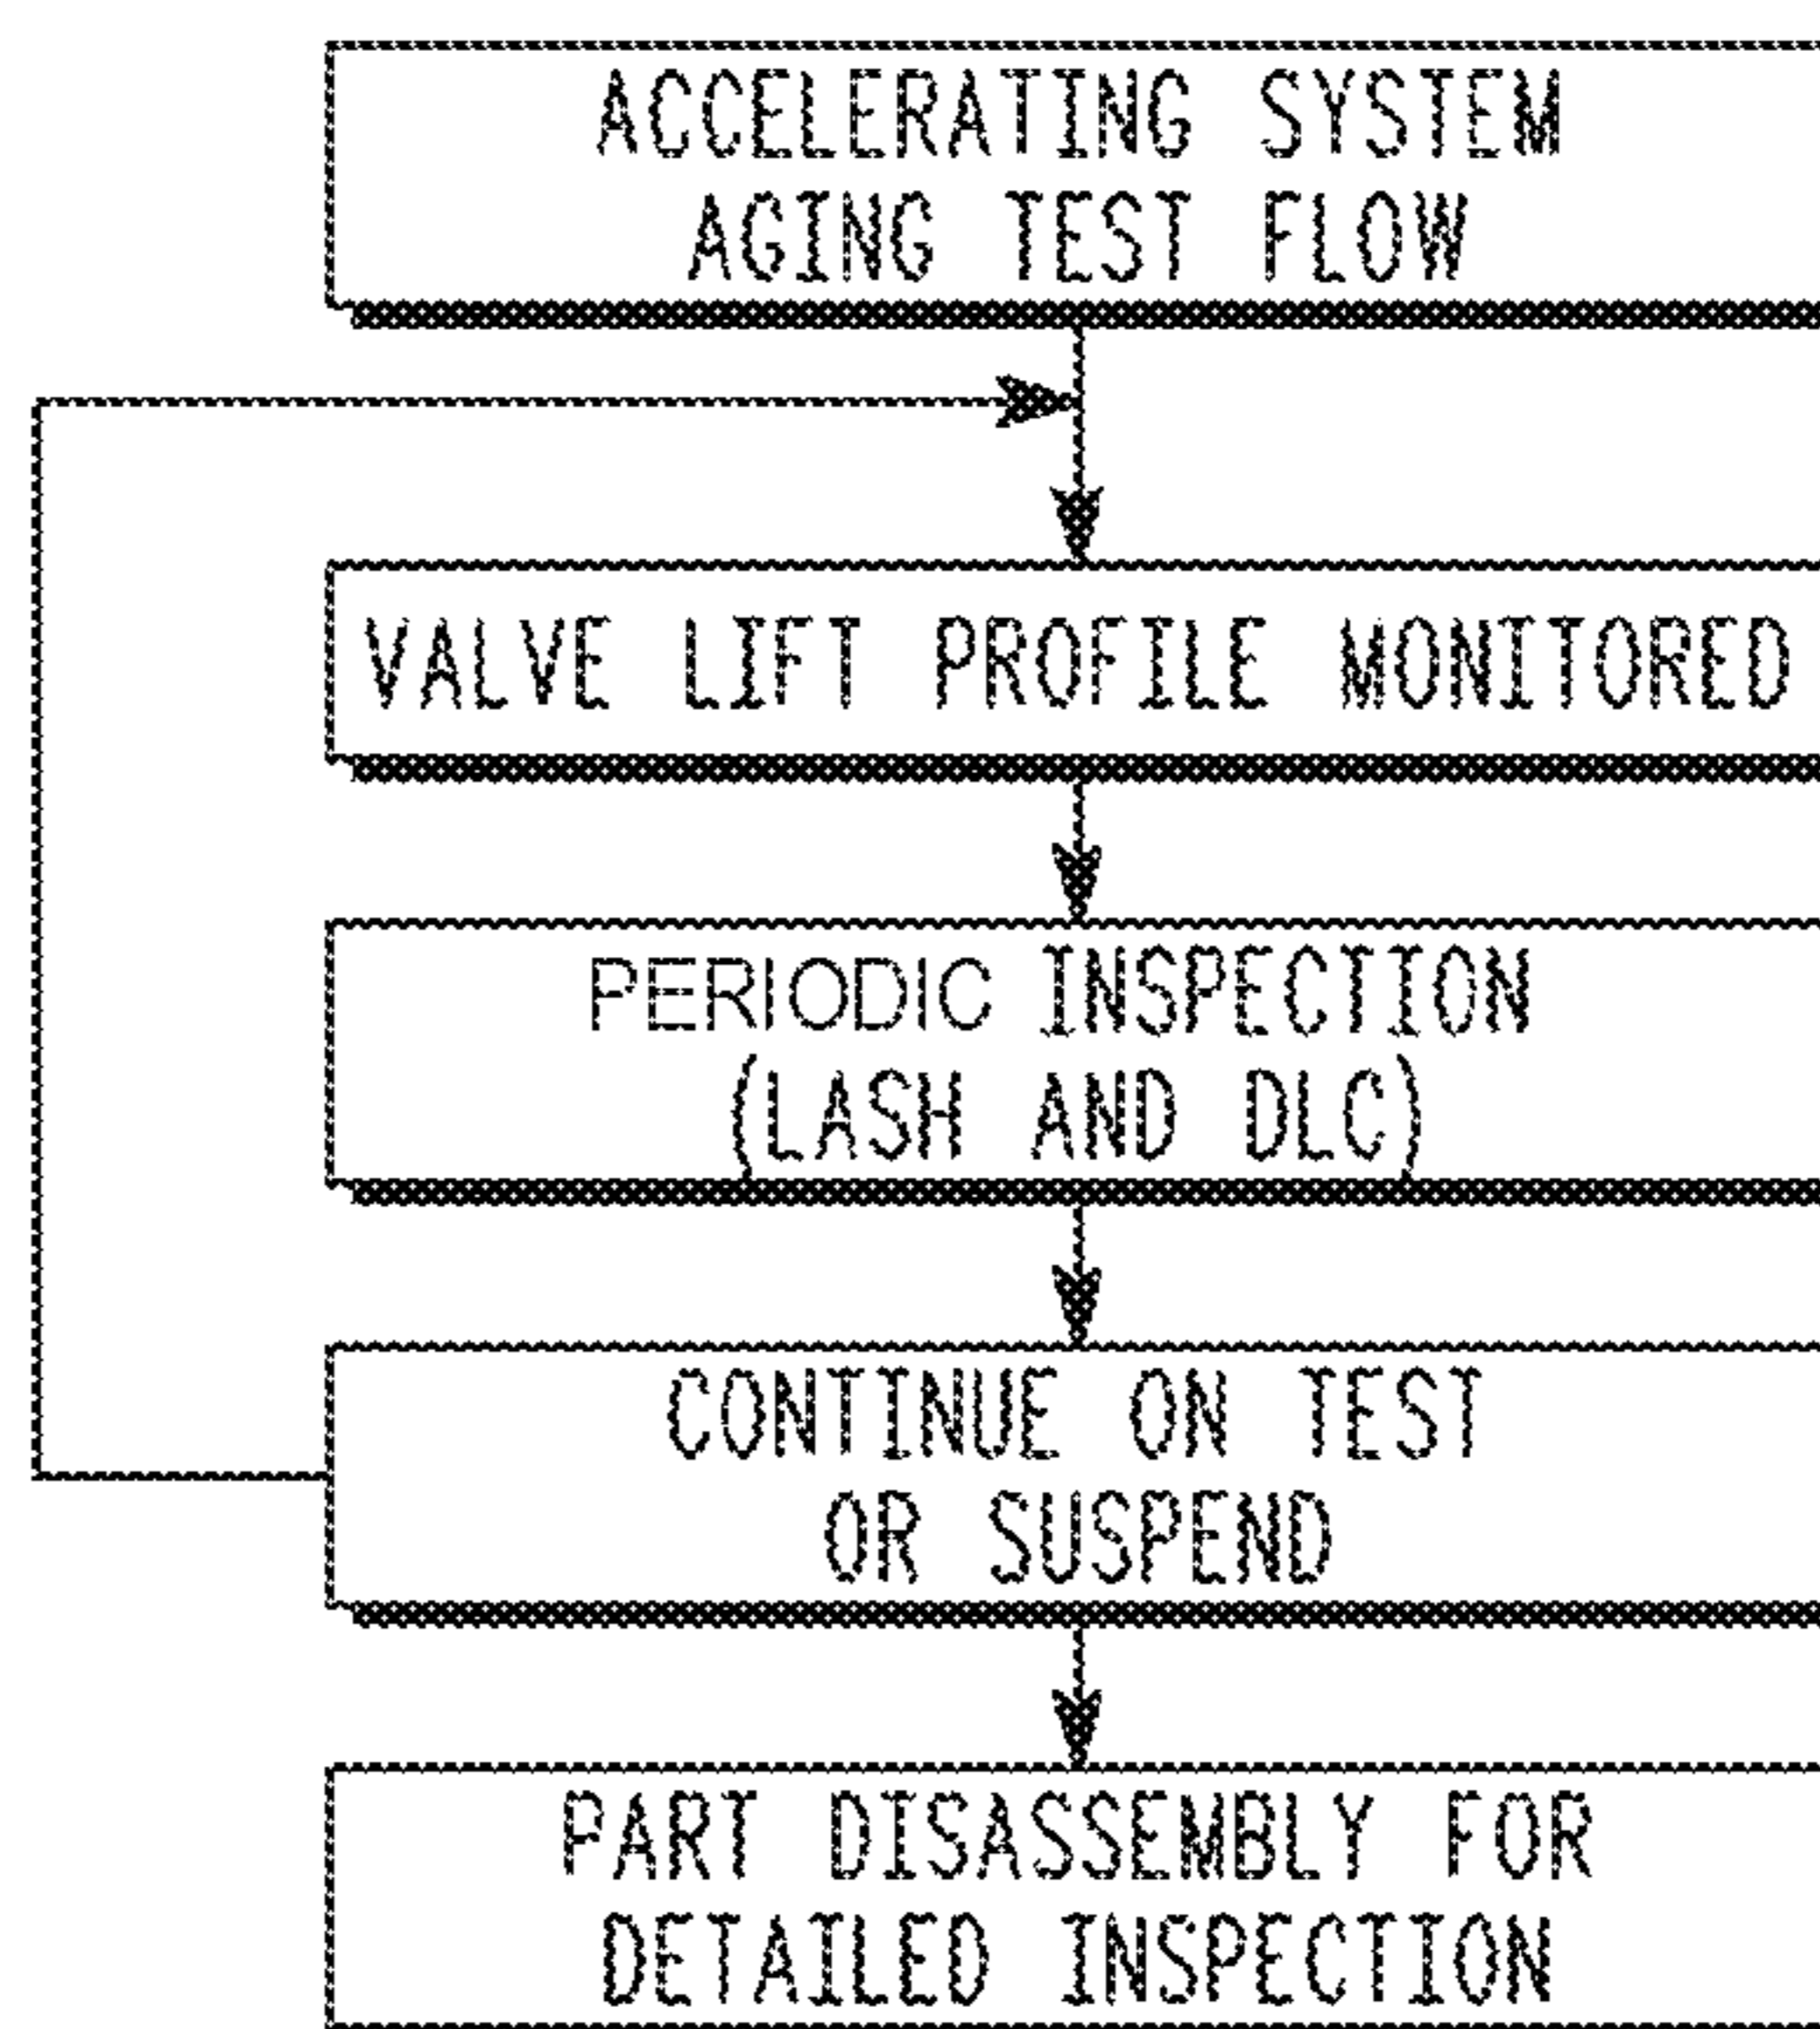 ACCELERATING SYSTEM
AGING TEST FLOW
VALVE LIFT PROFILE MONITORED
PERIODIC INSPECTION
(LASH AND DLC)
CONTINUE ON TEST
OR SUSPEND
PART DISASSEMBLY FOR
DETAILED INSPECTION